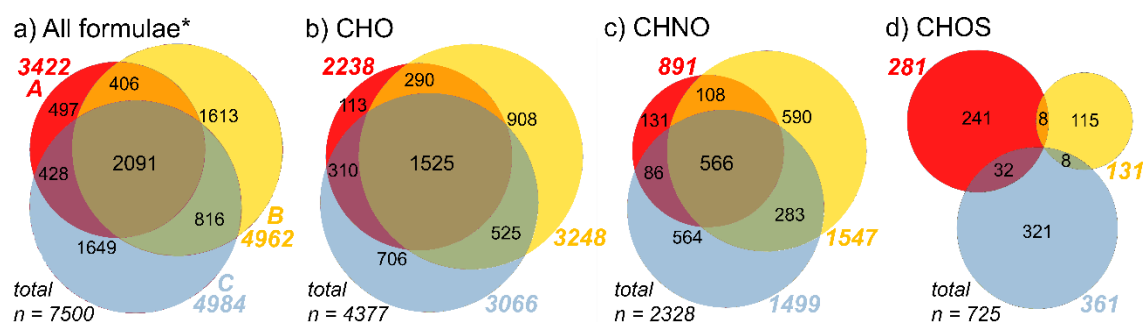 a) All formulae*
3422
A
406
497
1613
428
2091
816
1649
B
4962
C
4984
total
n = 7500
b) CHO
2238
290
113
908
310
1525
525
706
3248
3066
total
n = 4377
c) CHNO
891
108
131
590
86
566
283
564
1547
1499
total
n = 2328
d) CHOS
281
241
8
115
32
8
131
321
361
total
n = 725